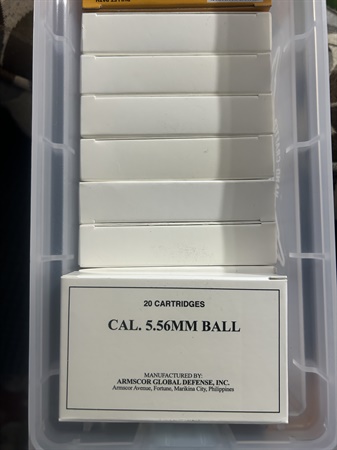 20 CARTRIDGES
CAL. 5.56MM BALL
MANUFACTURED BY:
ARMSCOR GLOBAL DEFENSE, INC.
Armscor Avenue, Fortune, Marikina City, Philippines